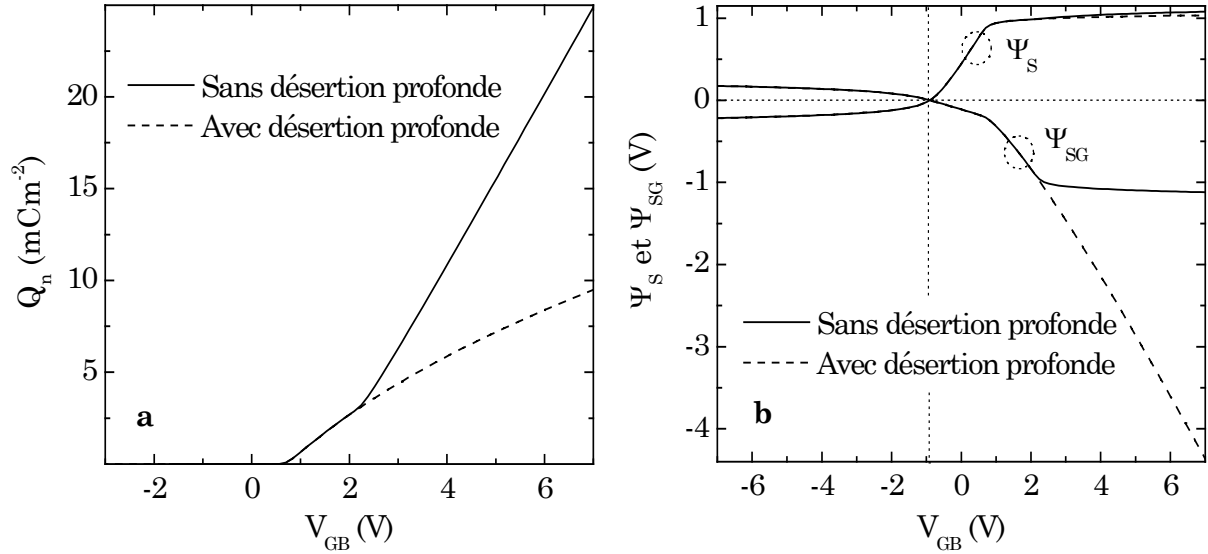 Q_n (mCm^-2)
20
15
10
5
Sans désertion profonde
Avec désertion profonde
a
-2
0
2
4
6
V_GB (V)
Ψ_S et Ψ_SG (V)
1
0
-1
-2
-3
-4
Ψ_S
Ψ_SG
Sans désertion profonde
Avec désertion profonde
b
-6
-4
-2
0
2
4
6
V_GB (V)